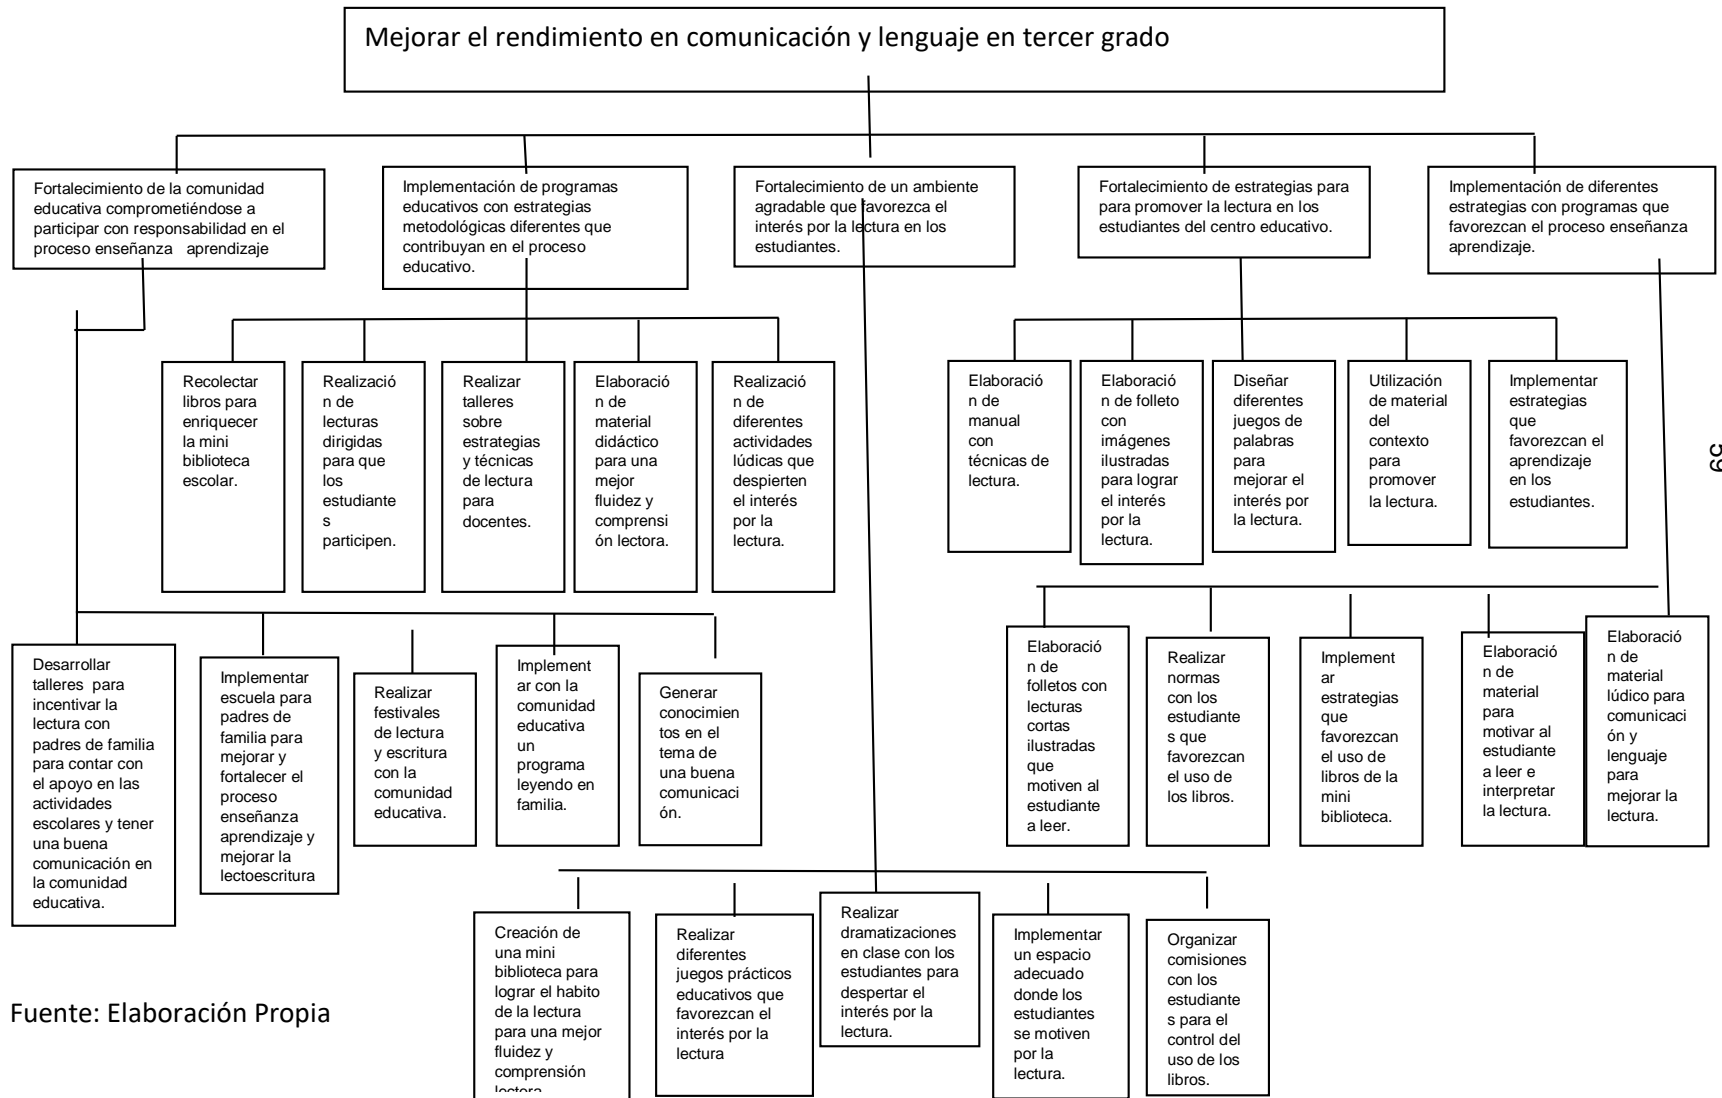 Mejorar el rendimiento en comunicación y lenguaje en tercer grado
Fortalecimiento de la comunidad
educativa comprometiéndose a
participar con responsabilidad en el
proceso enseñanza aprendizaje
Implementación de programas
educativos con estrategias
metodológicas diferentes que
contribuyan en el proceso
educativo.
Fortalecimiento de un ambiente
agradable que favorezca el
interés por la lectura en los
estudiantes.
Fortalecimiento de estrategias para
para promover la lectura en los
estudiantes del centro educativo.
Implementación de diferentes
estrategias con programas que
favorezcan el proceso enseñanza
aprendizaje.
Recolectar
libros para
enriquecer
la mini
biblioteca
escolar.
Realizació
n de
lecturas
dirigidas
para que
los
estudiante
s
participen.
Realizar
talleres
sobre
estrategias
y técnicas
de lectura
para
docentes.
Elaboració
n de
material
didáctico
para una
mejor
fluidez y
comprensi
ón lectora.
Realizació
n de
diferentes
actividades
lúdicas que
despierten
el interés
por la
lectura.
Elaboració
n de
manual
con
técnicas de
lectura.
Elaboració
n de folleto
con
imágenes
ilustradas
para lograr
el interés
por la
lectura.
Diseñar
diferentes
juegos de
palabras
para
mejorar el
interés por
la lectura.
Utilización
de material
del
contexto
para
promover
la lectura.
Implementar
estrategias
que
favorezcan el
aprendizaje
en los
estudiantes.
59
Desarrollar
talleres para
incentivar la
lectura con
padres de familia
para contar con
el apoyo en las
actividades
escolares y tener
una buena
comunicación en
la comunidad
educativa.
Implementar
escuela para
padres de
familia para
mejorar y
fortalecer el
proceso
enseñanza
aprendizaje y
mejorar la
lectoescritura
Realizar
festivales
de lectura
y escritura
con la
comunidad
educativa.
Implement
ar con la
comunidad
educativa
un
programa
leyendo en
familia.
Generar
conocimien
tos en el
tema de
una buena
comunicaci
ón.
Elaboració
n de
folletos con
lecturas
cortas
ilustradas
que
motiven al
estudiante
a leer.
Realizar
normas
con los
estudiante
s que
favorezcan
el uso de
los libros.
Implement
ar
estrategias
que
favorezcan
el uso de
libros de la
mini
biblioteca.
Elaboració
n de
material
para
motivar al
estudiante
a leer e
interpretar
la lectura.
Elaboració
n de
material
lúdico para
comunicaci
ón y
lenguaje
para
mejorar la
lectura.
Creación de
una mini
biblioteca para
lograr el habito
de la lectura
para una mejor
fluidez y
comprensión
lectora
Realizar
diferentes
juegos prácticos
educativos que
favorezcan el
interés por la
lectura
Realizar
dramatizaciones
en clase con los
estudiantes para
despertar el
interés por la
lectura.
Implementar
un espacio
adecuado
donde los
estudiantes
se motiven
por la
lectura.
Organizar
comisiones
con los
estudiante
s para el
control del
uso de los
libros.
Fuente: Elaboración Propia